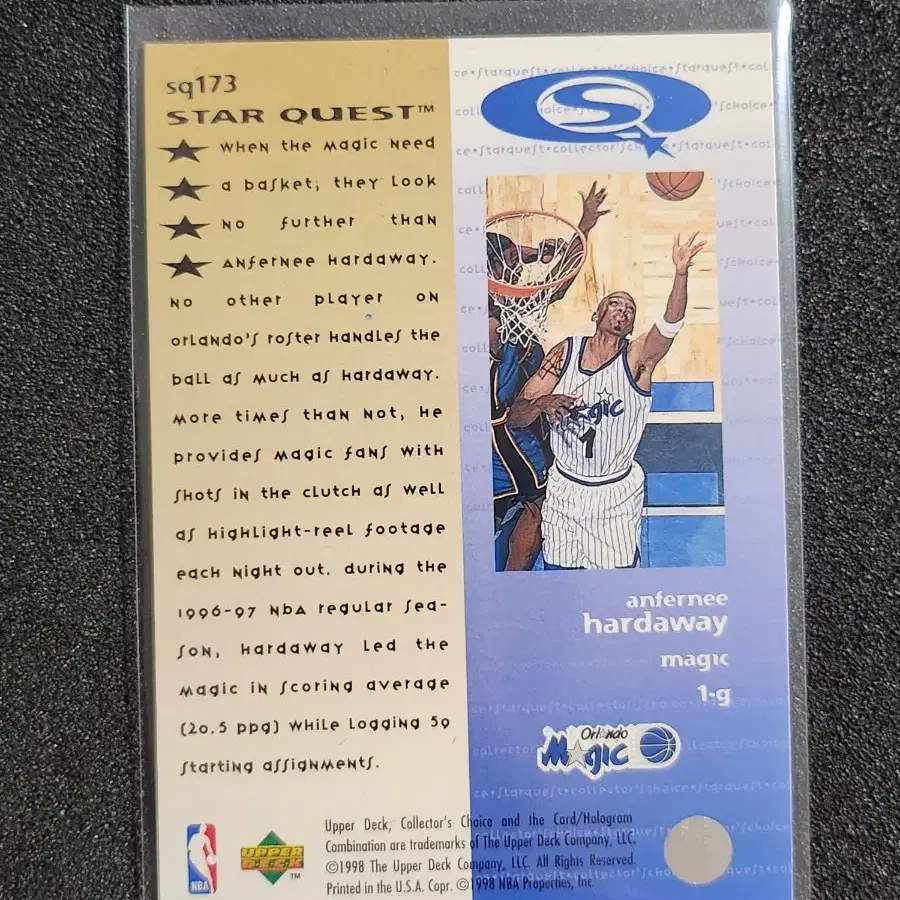 sq173
STAR QUEST™
when the magic need
a basket, they look
no further than
anfernee hardaway.
no other player on
orlando's roster handles the
ball as much as hardaway.
more times than not, he
provides magic fans with
shots in the clutch as well
as highlight-reel footage
each night out. during the
1996-97 nba regular sea-
son, hardaway led the
magic in scoring average
(20.5 ppg) while logging 59
starting assignments.
SQ
magic
1
anfernee
hardaway
magic
1-g
Orlando
Magic
NBA
UPPER
DECK
TM
Upper Deck, Collector's Choice and the Card/Hologram
Combination are trademarks of The Upper Deck Company, LLC.
©1998 The Upper Deck Company, LLC. All Rights Reserved.
Printed in the U.S.A. Copr. ©1998 NBA Properties, Inc.